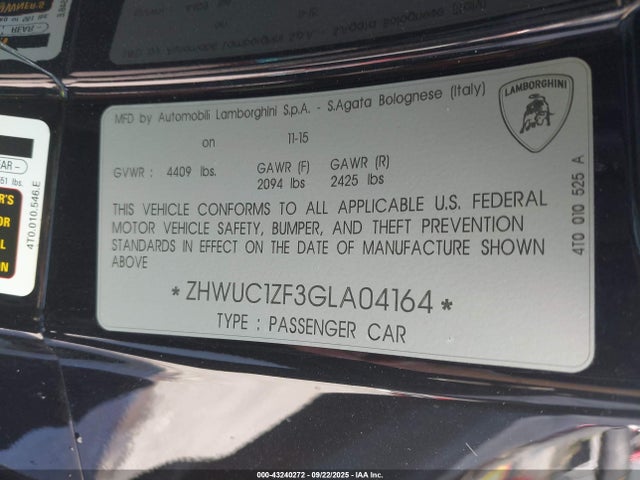 OWNER'S
MFD by Automobili Lamborghini S.p.A. - S.Agata Bolognese (Italy)
on 11-15
LAMBORGHINI
GVWR : 4409 lbs. GAWR (F) GAWR (R)
2094 lbs 2425 lbs
THIS VEHICLE CONFORMS TO ALL APPLICABLE U.S. FEDERAL
MOTOR VEHICLE SAFETY, BUMPER, AND THEFT PREVENTION
STANDARDS IN EFFECT ON THE DATE OF MANUFACTURE SHOWN
ABOVE
* ZHWUC1ZF3GLA04164 *
TYPE : PASSENGER CAR
4T0 010 525 A
4T0.010.546.E
000-43240272 - 09/22/2025 - IAA, Inc.